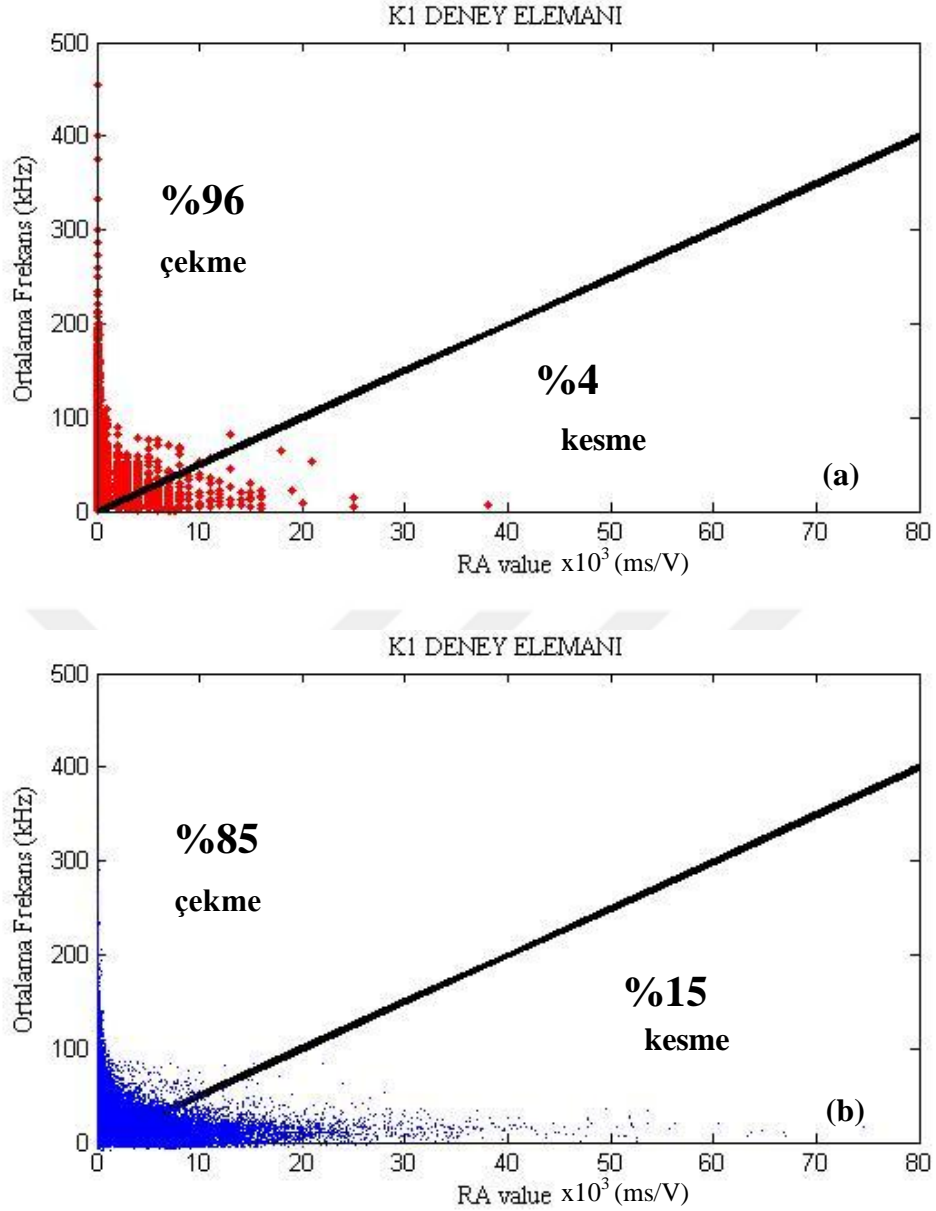 K1 DENEY ELEMANI
500
400
300
200
100
0
Ortalama Frekans (kHz)
%96
çekme
%4
kesme
(a)
0 10 20 30 40 50 60 70 80
RA value x10³ (ms/V)
K1 DENEY ELEMANI
500
400
300
200
100
0
Ortalama Frekans (kHz)
%85
çekme
%15
kesme
(b)
0 10 20 30 40 50 60 70 80
RA value x10³ (ms/V)